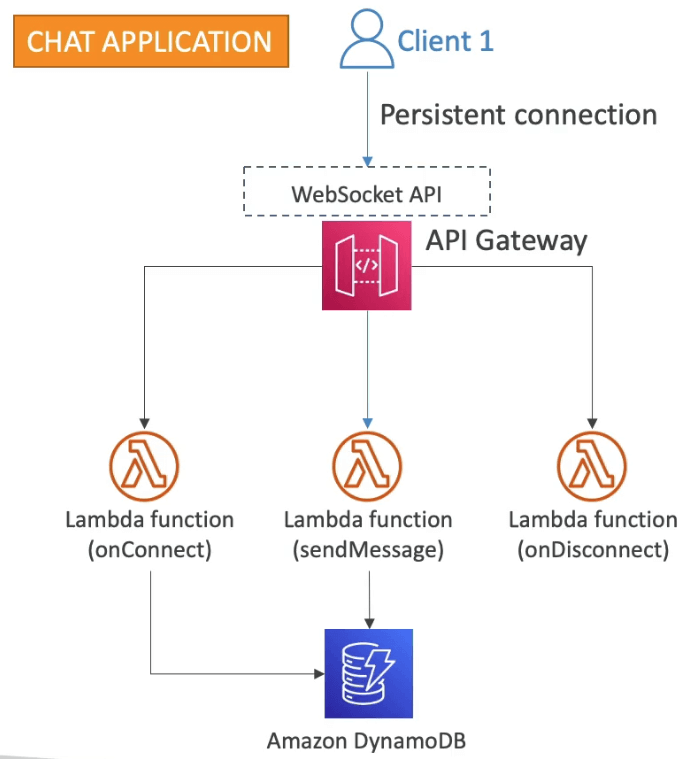 CHAT APPLICATION
Client 1
Persistent connection
WebSocket API
API Gateway
</>
Lambda function
(onConnect)
Lambda function
(sendMessage)
Lambda function
(onDisconnect)
Amazon DynamoDB